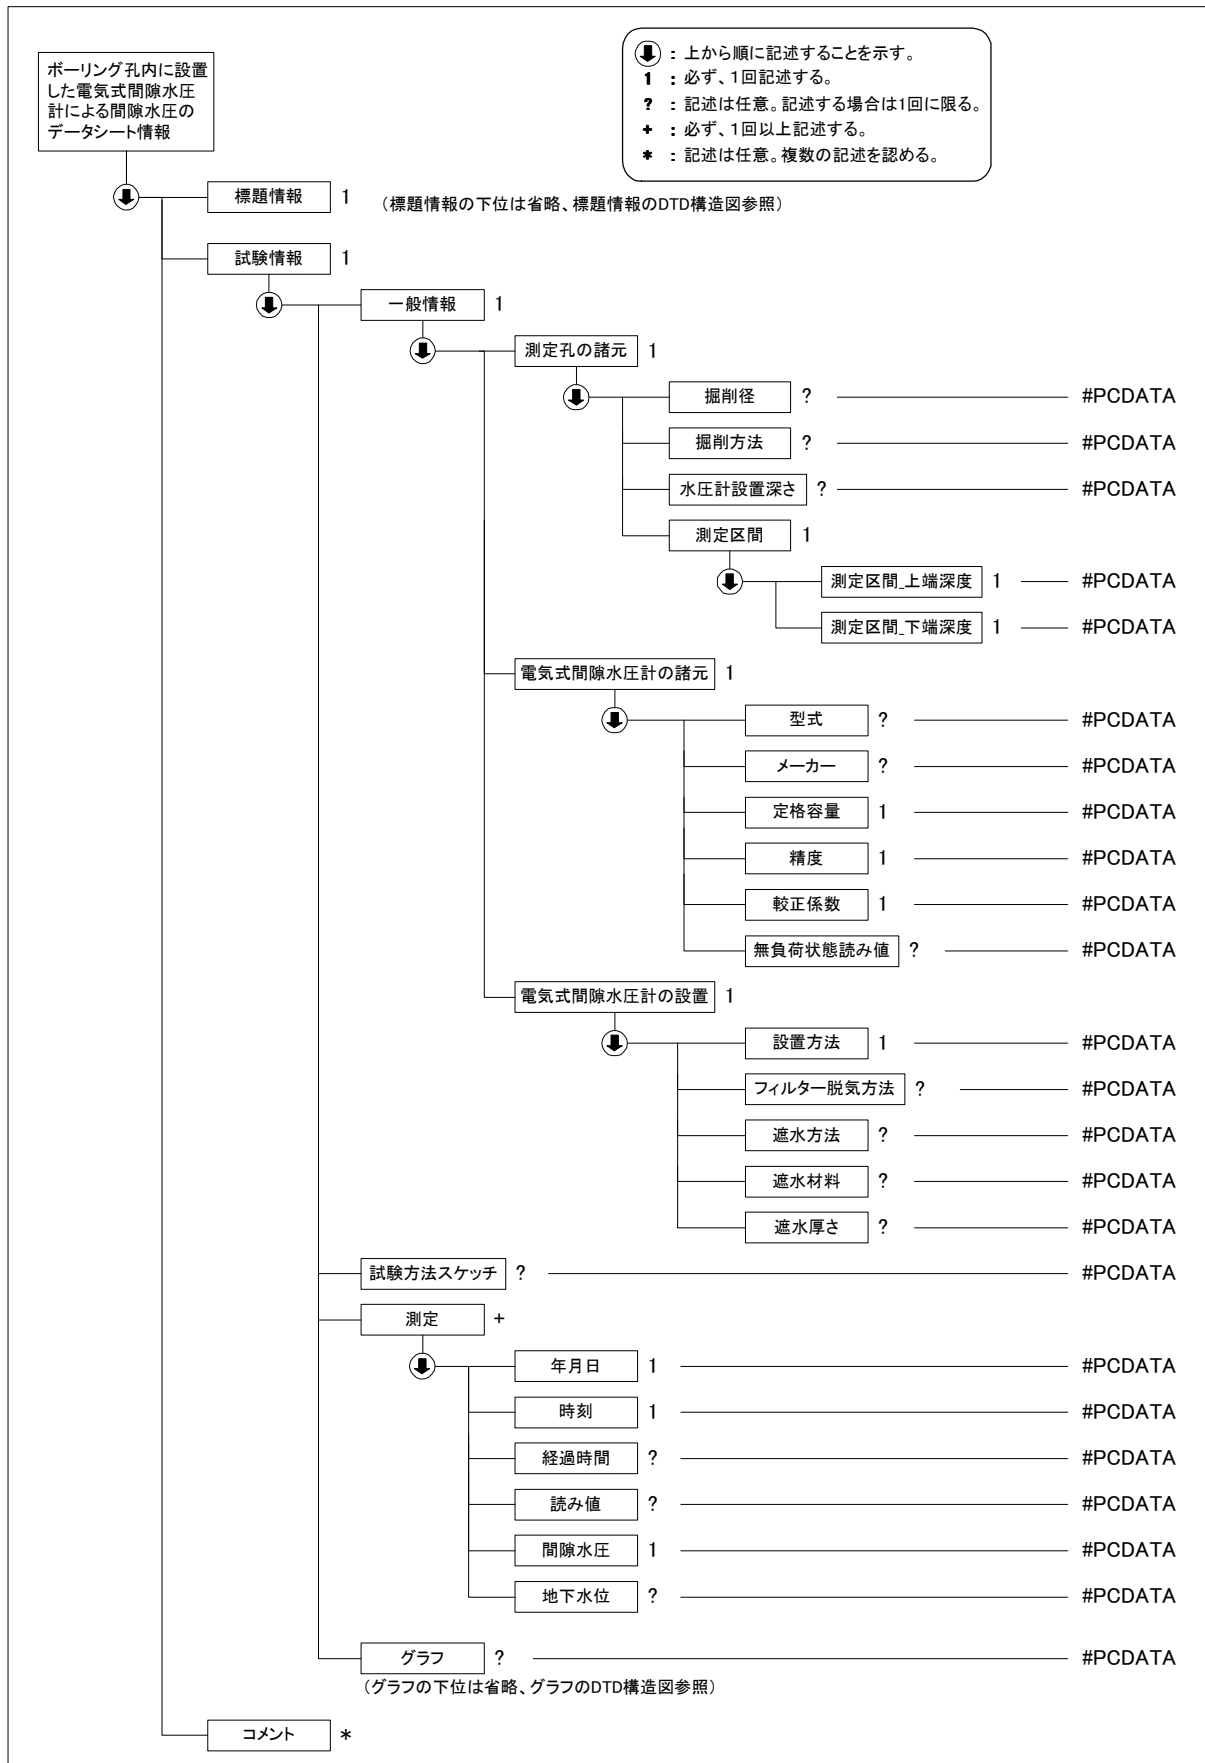 ボーリング孔内に設置
した電気式間隙水圧
計による間隙水圧の
データシート情報
：上から順に記述することを示す。
1 ：必ず、1回記述する。
? ：記述は任意。記述する場合は1回に限る。
+ ：必ず、1回以上記述する。
* ：記述は任意。複数の記述を認める。
標題情報 1 （標題情報の下位は省略、標題情報のDTD構造図参照）
試験情報 1
一般情報 1
測定孔の諸元 1
掘削径 ? #PCDATA
掘削方法 ? #PCDATA
水圧計設置深さ ? #PCDATA
測定区間 1
測定区間_上端深度 1 #PCDATA
測定区間_下端深度 1 #PCDATA
電気式間隙水圧計の諸元 1
型式 ? #PCDATA
メーカー ? #PCDATA
定格容量 1 #PCDATA
精度 1 #PCDATA
較正係数 1 #PCDATA
無負荷状態読み値 ? #PCDATA
電気式間隙水圧計の設置 1
設置方法 1 #PCDATA
フィルター脱気方法 ? #PCDATA
遮水方法 ? #PCDATA
遮水材料 ? #PCDATA
遮水厚さ ? #PCDATA
試験方法スケッチ ? #PCDATA
測定 +
年月日 1 #PCDATA
時刻 1 #PCDATA
経過時間 ? #PCDATA
読み値 ? #PCDATA
間隙水圧 1 #PCDATA
地下水位 ? #PCDATA
グラフ ? #PCDATA
（グラフの下位は省略、グラフのDTD構造図参照）
コメント *